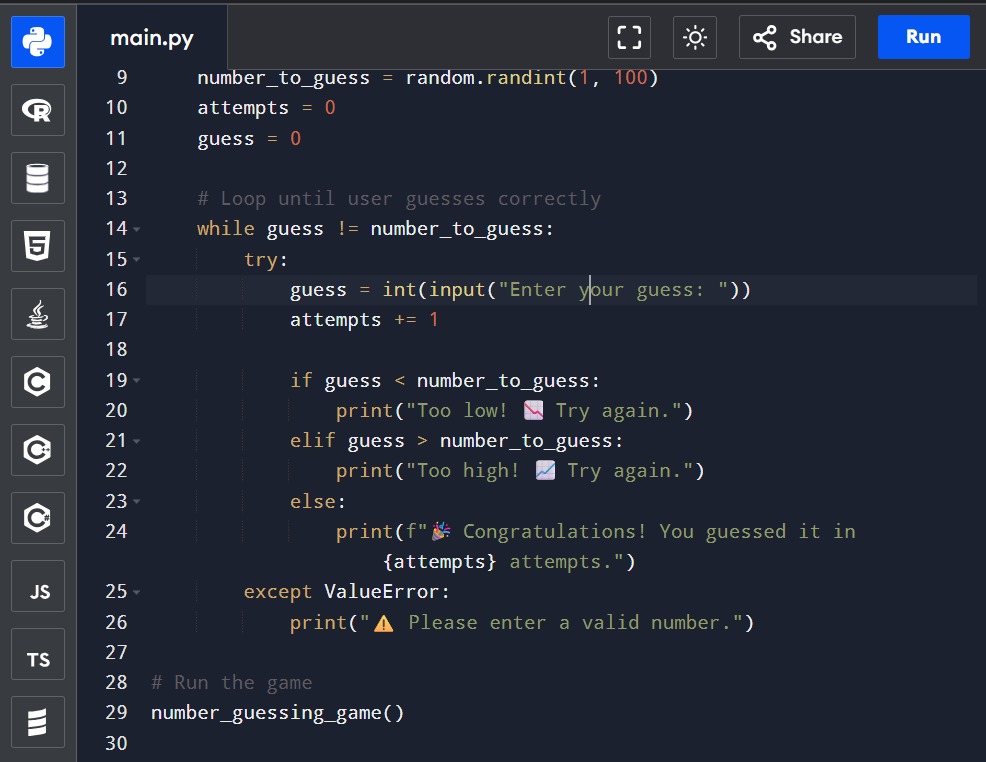 main.py
Share
Run
9 number_to_guess = random.randint(1, 100)
10 attempts = 0
11 guess = 0
12
13 # Loop until user guesses correctly
14 while guess != number_to_guess:
15 try:
16 guess = int(input("Enter your guess: "))
17 attempts += 1
18
19 if guess < number_to_guess:
20 print("Too low! 📉 Try again.")
21 elif guess > number_to_guess:
22 print("Too high! 📈 Try again.")
23 else:
24 print(f"🎉 Congratulations! You guessed it in
{attempts} attempts.")
25 except ValueError:
26 print("⚠️ Please enter a valid number.")
27
28 # Run the game
29 number_guessing_game()
30
R
5
C
C++
C#
JS
TS